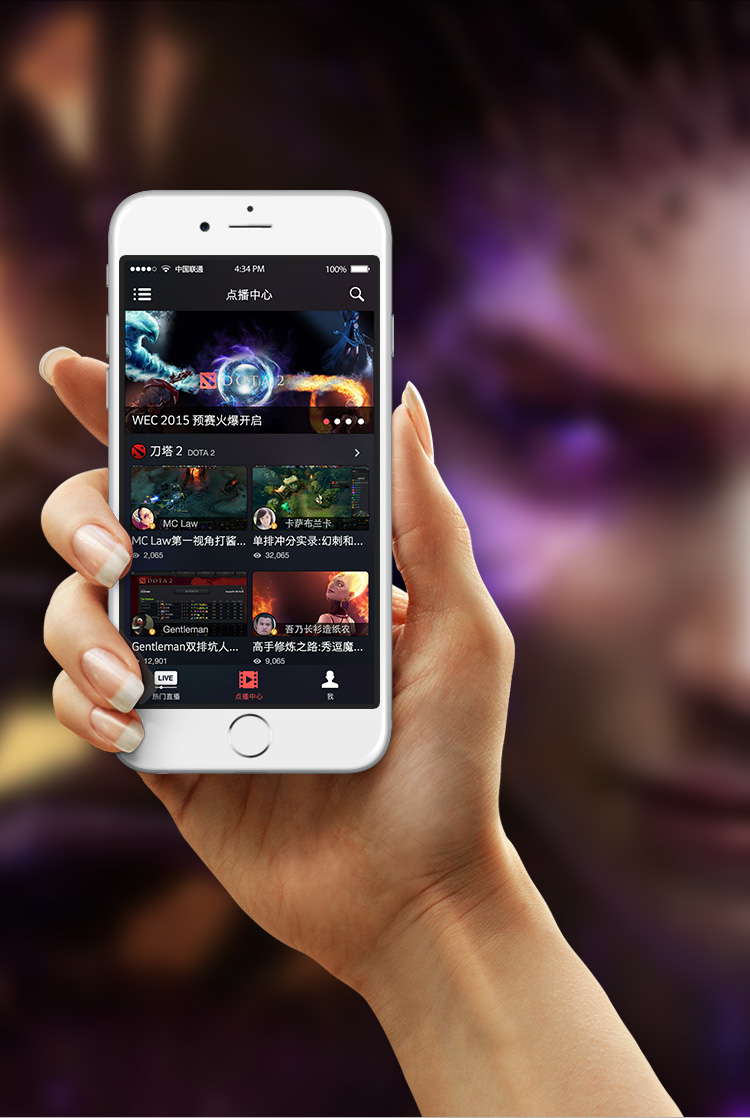 中国联通 4:34 PM 100%
点播中心
DOTA 2
WEC 2015 预赛火爆开启
刀塔 2 DOTA 2
MC Law
卡萨布兰卡
MC Law第一视角打酱...
单排冲分实录:幻刺和...
2,065
32,065
DOTA 2
Gentleman
吾乃长衫造纸农
Gentleman双排坑人...
高手修炼之路:秀逗魔...
12,901
9,065
LIVE
热门直播
点播中心
我